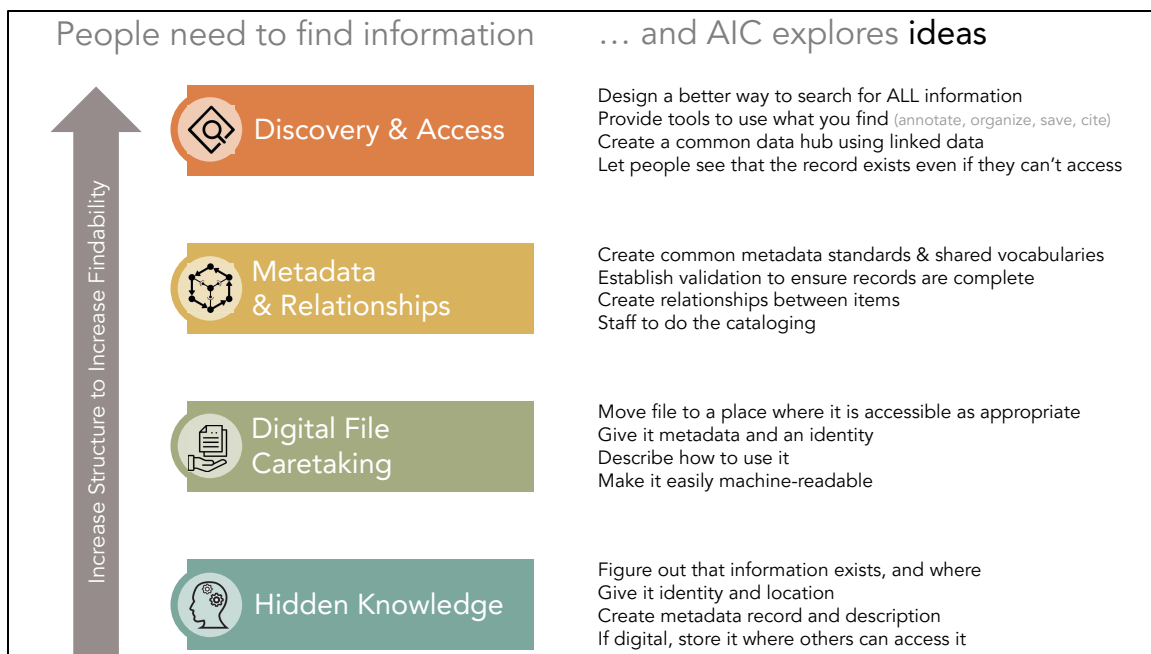 People need to find information
… and AIC explores ideas
Increase Structure to Increase Findability
Discovery & Access
Design a better way to search for ALL information
Provide tools to use what you find (annotate, organize, save, cite)
Create a common data hub using linked data
Let people see that the record exists even if they can't access
Metadata
& Relationships
Create common metadata standards & shared vocabularies
Establish validation to ensure records are complete
Create relationships between items
Staff to do the cataloging
Digital File
Caretaking
Move file to a place where it is accessible as appropriate
Give it metadata and an identity
Describe how to use it
Make it easily machine-readable
Hidden Knowledge
Figure out that information exists, and where
Give it identity and location
Create metadata record and description
If digital, store it where others can access it